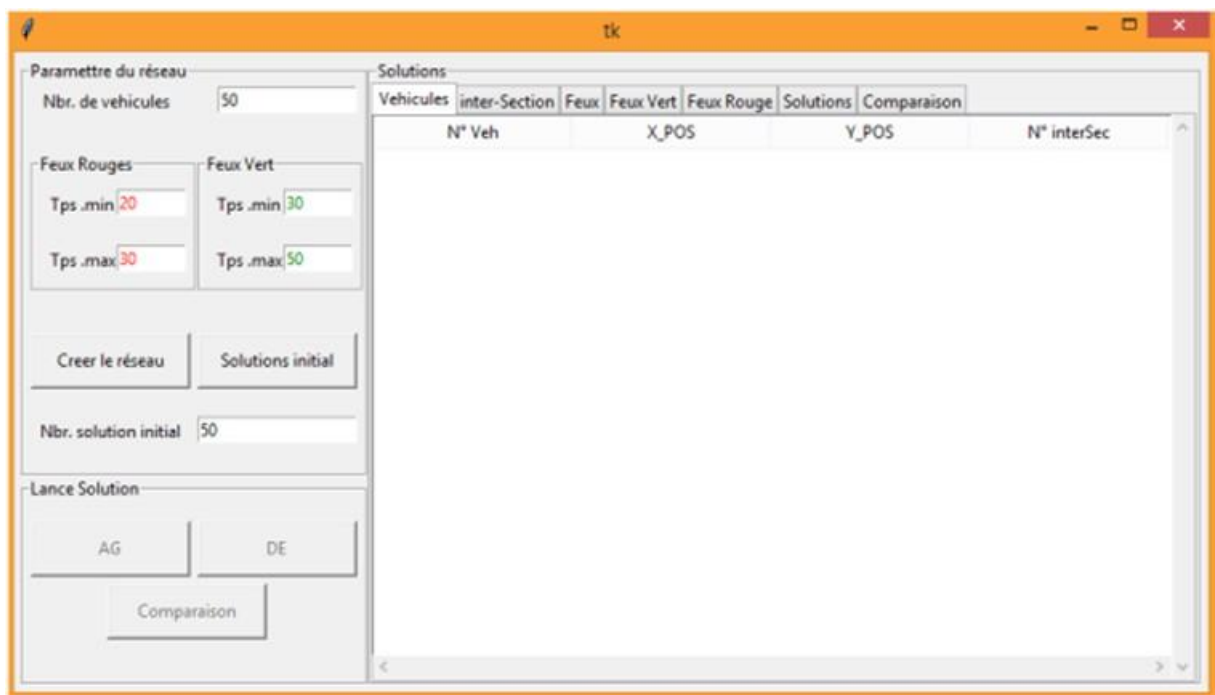 tk
Paramettre du réseau
Nbr. de vehicules 50
Feux Rouges
Tps .min 20
Tps .max 30
Feux Vert
Tps .min 30
Tps .max 50
Creer le réseau
Solutions initial
Nbr. solution initial 50
Lance Solution
AG
DE
Comparaison
Solutions
Vehicules inter-Section Feux Feux Vert Feux Rouge Solutions Comparaison
N° Veh X_POS Y_POS N° interSec